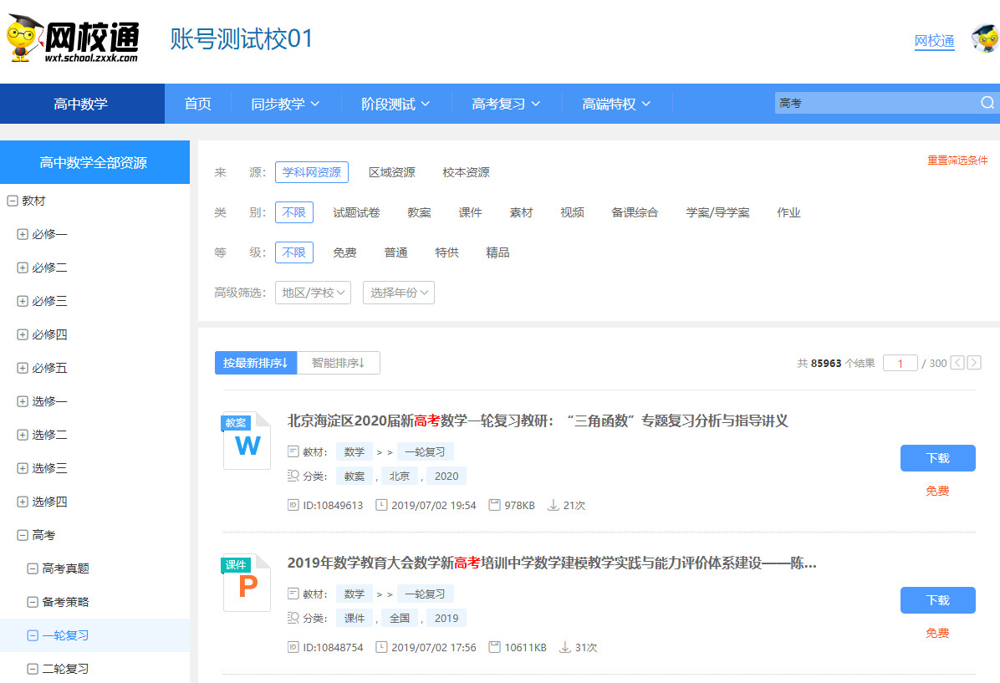 网校通
wxt.school.zxxk.com
账号测试校01
网校通
高中数学 首页 同步教学 阶段测试 高考复习 高端特权 高考
高中数学全部资源
教材
必修一
必修二
必修三
必修四
必修五
选修一
选修二
选修三
选修四
高考
高考真题
备考策略
一轮复习
二轮复习
重置筛选条件
来 源： 学科网资源 区域资源 校本资源
类 别： 不限 试题试卷 教案 课件 素材 视频 备课综合 学案/导学案 作业
等 级： 不限 免费 普通 特供 精品
高级筛选： 地区/学校 选择年份
按最新排序↓ 智能排序↓ 共 85963 个结果 1 / 300
教案
W
北京海淀区2020届新高考数学一轮复习教研：“三角函数”专题复习分析与指导讲义
教材： 数学 > > 一轮复习
分类： 教案 , 北京 , 2020
ID:10849613 2019/07/02 19:54 978KB 21次
下载
免费
课件
P
2019年数学教育大会数学新高考培训中学数学建模教学实践与能力评价体系建设——陈...
教材： 数学 > > 一轮复习
分类： 课件 , 全国 , 2019
ID:10848754 2019/07/02 17:56 10611KB 31次
下载
免费